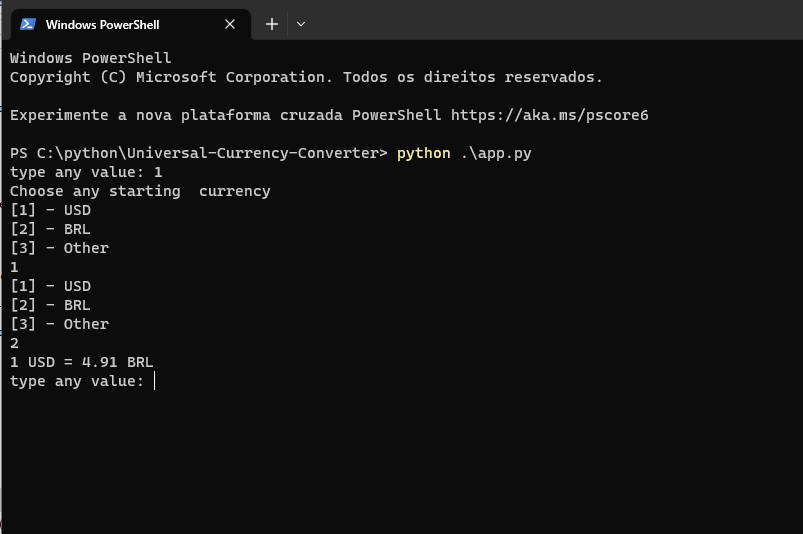 Windows PowerShell
Windows PowerShell
Copyright (C) Microsoft Corporation. Todos os direitos reservados.
Experimente a nova plataforma cruzada PowerShell https://aka.ms/pscore6
PS C:\python\Universal-Currency-Converter> python .\app.py
type any value: 1
Choose any starting  currency
[1] - USD
[2] - BRL
[3] - Other
1
[1] - USD
[2] - BRL
[3] - Other
2
1 USD = 4.91 BRL
type any value: